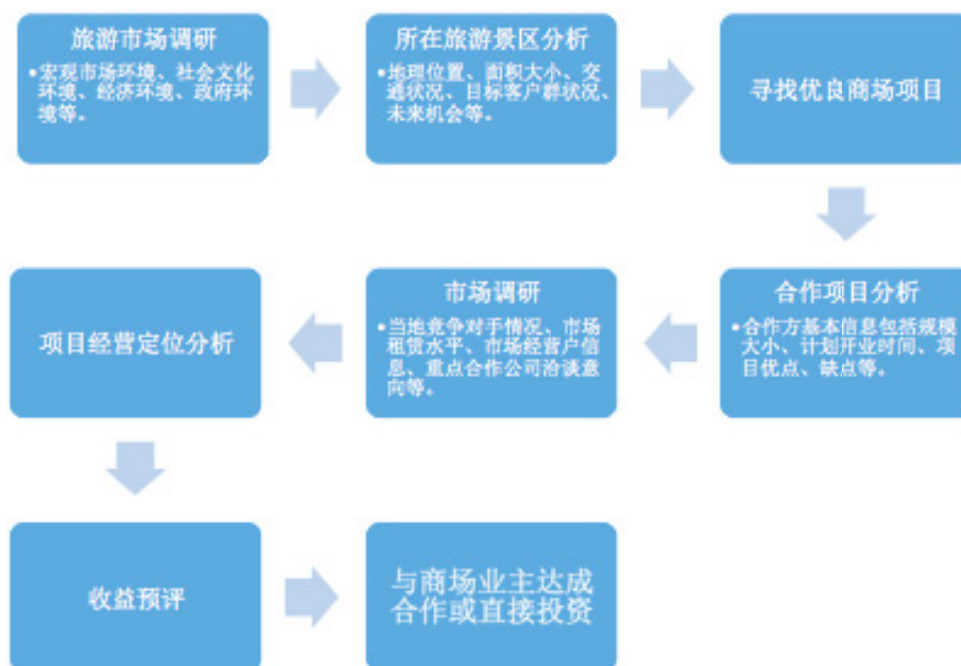 旅游市场调研
•宏观市场环境、社会文化
环境、经济环境、政府环
境等。
所在旅游景区分析
•地理位置、面积大小、交
通状况、目标客户群状况、
未来机会等。
寻找优良商场项目
合作项目分析
•合作方基本信息包括规模
大小、计划开业时间、项
目优点、缺点等。
市场调研
•当地竞争对手情况、市场
租赁水平、市场经营户信
息、重点合作公司洽谈意
向等。
项目经营定位分析
收益预评
与商场业主达成
合作或直接投资